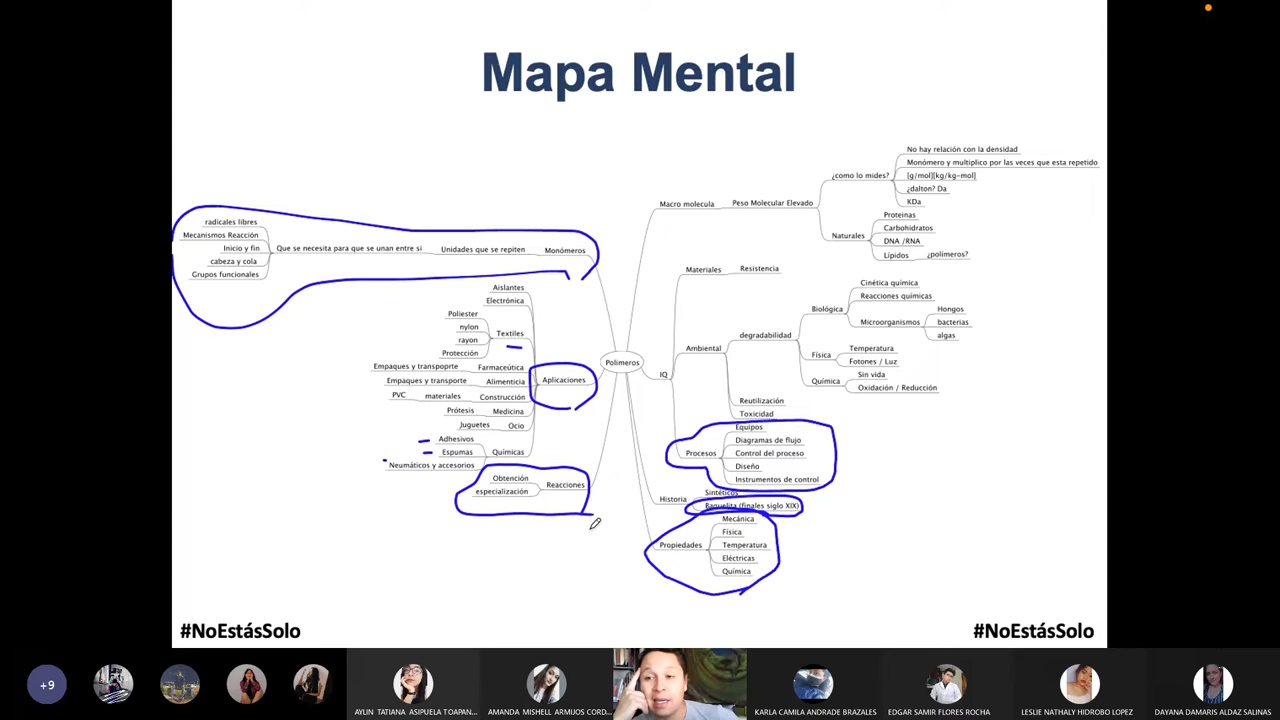 Mapa Mental
radicales libres
Mecanismos Reacción
Inicio y fin
cabeza y cola
Grupos funcionales
Que se necesita para que se unan entre si
Unidades que se repiten
Monómeros
Aislantes
Electrónica
Poliester
nylon
rayon
Protección
Textiles
Empaques y transpoporte
Farmaceútica
Empaques y transporte
Alimenticia
PVC
materiales
Construcción
Prótesis
Medicina
Juguetes
Ocio
Adhesivos
Espumas
Neumáticos y accesorios
Químicas
Aplicaciones
Obtención
especialización
Reacciones
Polimeros
Macro molecula
Peso Molecular Elevado
¿como lo mides?
No hay relación con la densidad
Monómero y multiplico por las veces que esta repetido
[g/mol][kg/kg-mol]
¿dalton? Da
KDa
Naturales
Proteinas
Carbohidratos
DNA /RNA
Lípidos
¿polímeros?
IQ
Materiales
Resistencia
Ambiental
degradabilidad
Biológica
Cinética química
Reacciones químicas
Microorganismos
Hongos
bacterias
algas
Física
Temperatura
Fotones / Luz
Química
Sin vida
Oxidación / Reducción
Reutilización
Toxicidad
Procesos
Equipos
Diagramas de flujo
Control del proceso
Diseño
Instrumentos de control
Historia
Sintéticos
Baquelita (finales siglo XIX)
Propiedades
Mecánica
Física
Temperatura
Eléctricas
Química
#NoEstásSolo
#NoEstásSolo
+9
AYLIN TATIANA ASIPUELA TOAPAN...
AMANDA MISHELL ARMIJOS CORD...
KARLA CAMILA ANDRADE BRAZALES
EDGAR SAMIR FLORES ROCHA
LESLIE NATHALY HIDROBO LOPEZ
DAYANA DAMARIS ALDAZ SALINAS